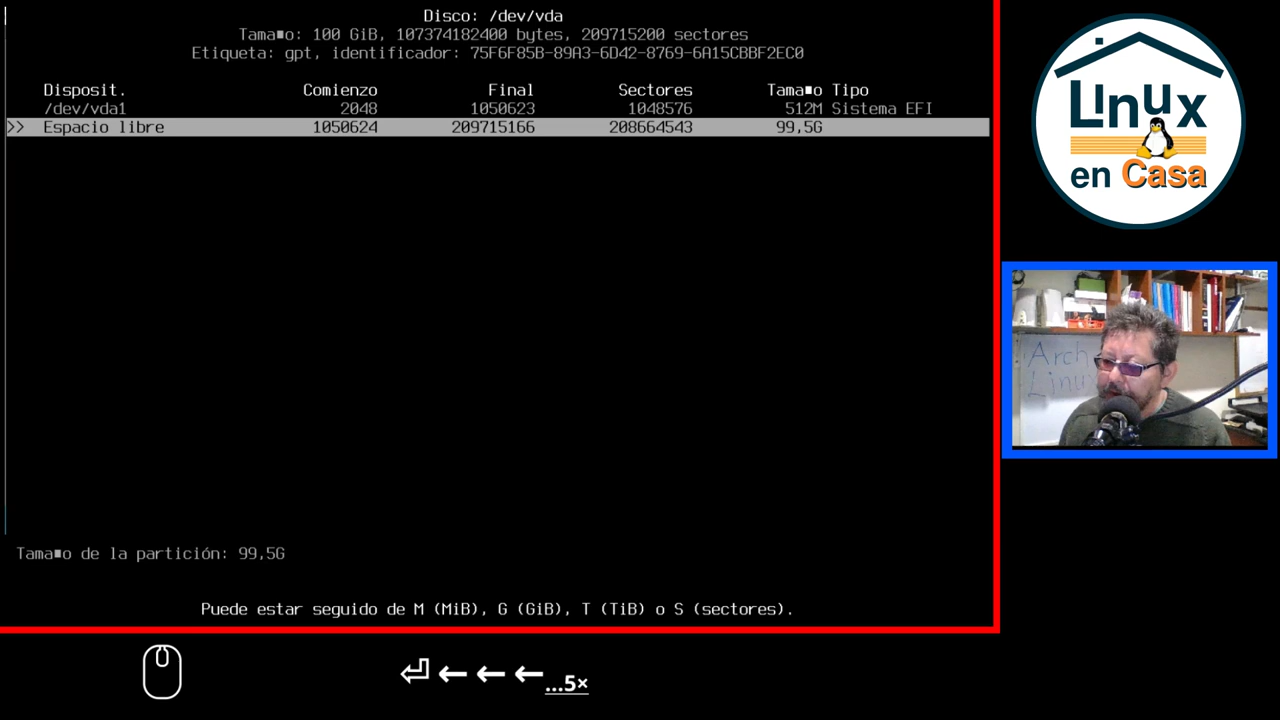 Disco: /dev/vda
Tama■o: 100 GiB, 107374182400 bytes, 209715200 sectores
Etiqueta: gpt, identificador: 75F6F85B-89A3-6D42-8769-6A15CBBF2EC0
Disposit. Comienzo Final Sectores Tama■o Tipo
/dev/vda1 2048 1050623 1048576 512M Sistema EFI
>> Espacio libre 1050624 209715166 208664543 99,5G
Tama■o de la partición: 99,5G
Puede estar seguido de M (MiB), G (GiB), T (TiB) o S (sectores).
⏎ ← ← ← ...5×
Linux
en Casa
Arch
Linu